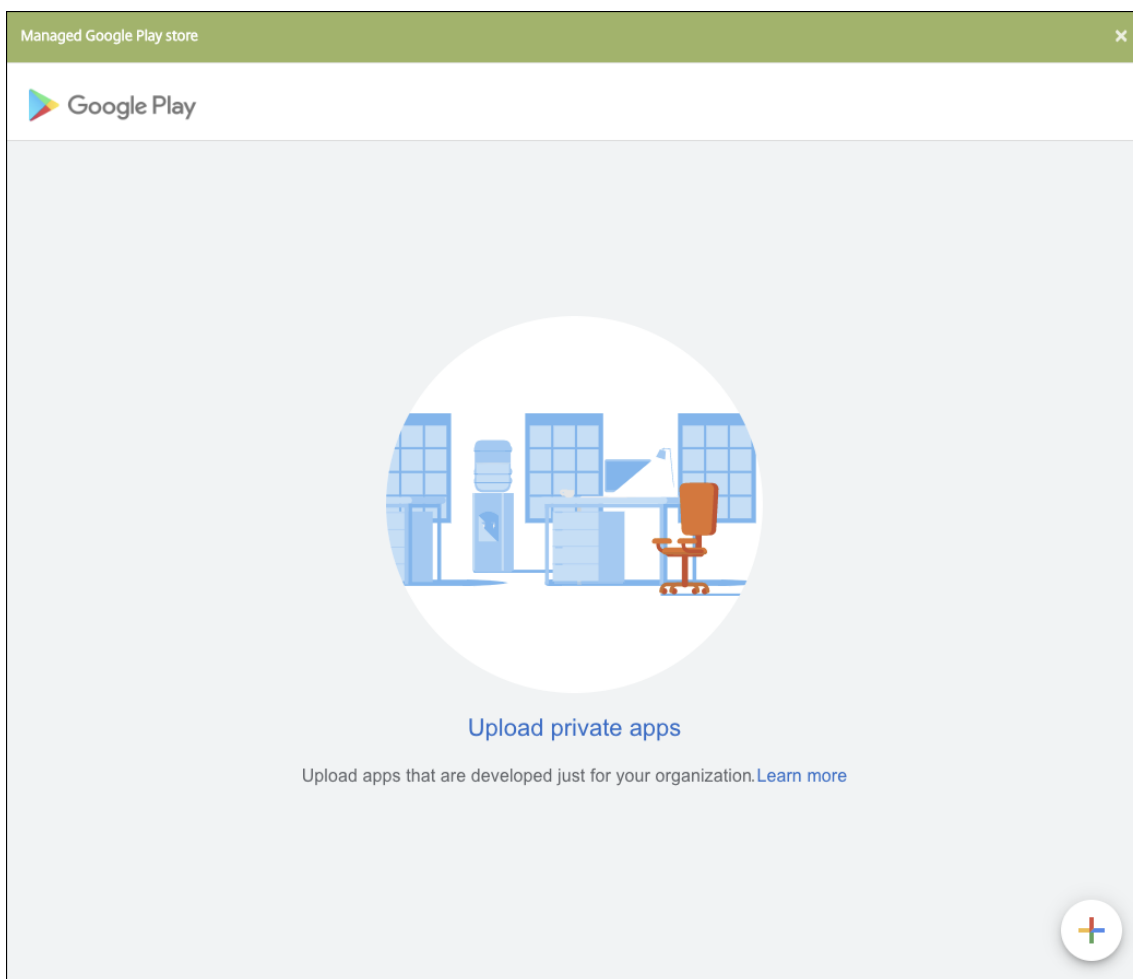 Managed Google Play store ×
Google Play
Upload private apps
Upload apps that are developed just for your organization. Learn more